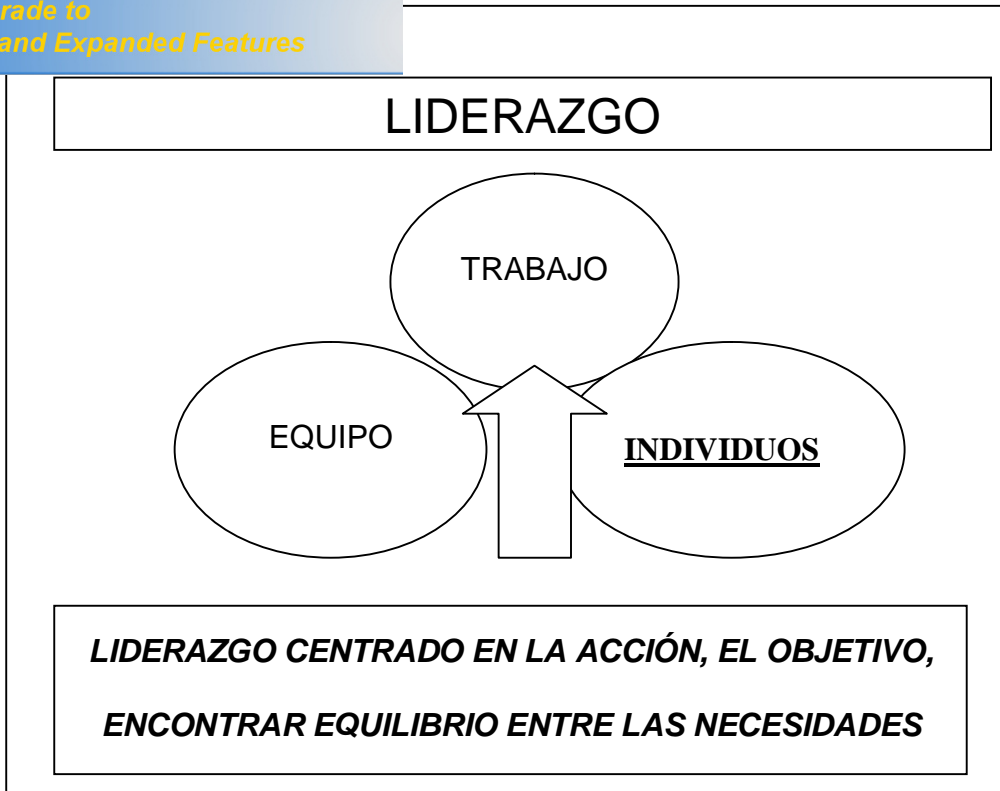 rade to
and Expanded Features
LIDERAZGO
TRABAJO
EQUIPO
INDIVIDUOS
LIDERAZGO CENTRADO EN LA ACCIÓN, EL OBJETIVO,
ENCONTRAR EQUILIBRIO ENTRE LAS NECESIDADES